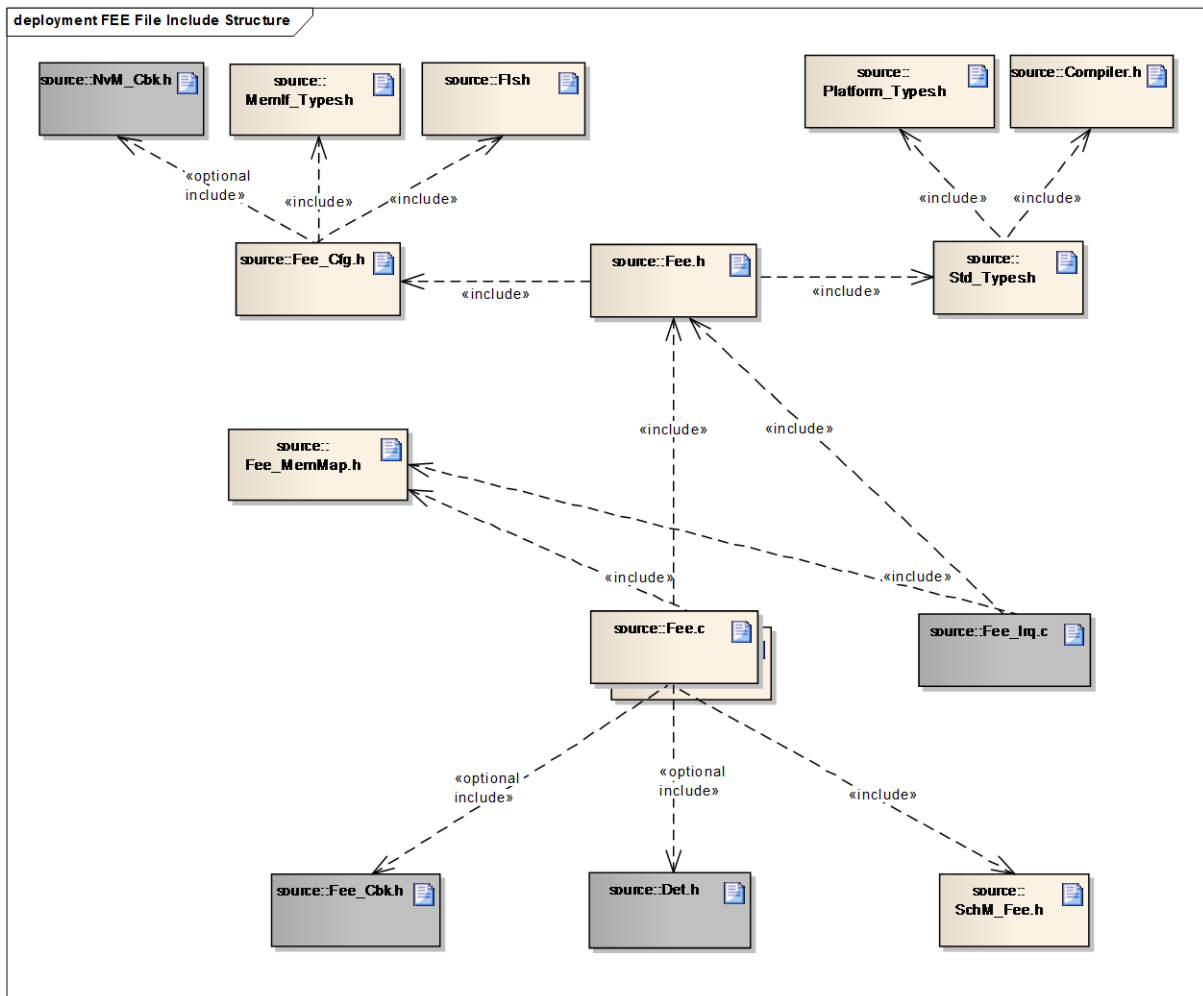 deployment FEE File Include Structure
source::NvM_Cbk.h
source::
MemIf_Types.h
source::Fls.h
source::
Platform_Types.h
source::Compiler.h
«optional
include»
«include»
«include»
«include»
«include»
source::Fee_Cfg.h
source::Fee.h
source::
Std_Types.h
«include»
«include»
source::
Fee_MemMap.h
«include»
«include»
«include»
«include»
source::Fee.c
source::Fee_Irq.c
«optional
include»
«optional
include»
«include»
source::Fee_Cbk.h
source::Det.h
source::
SchM_Fee.h